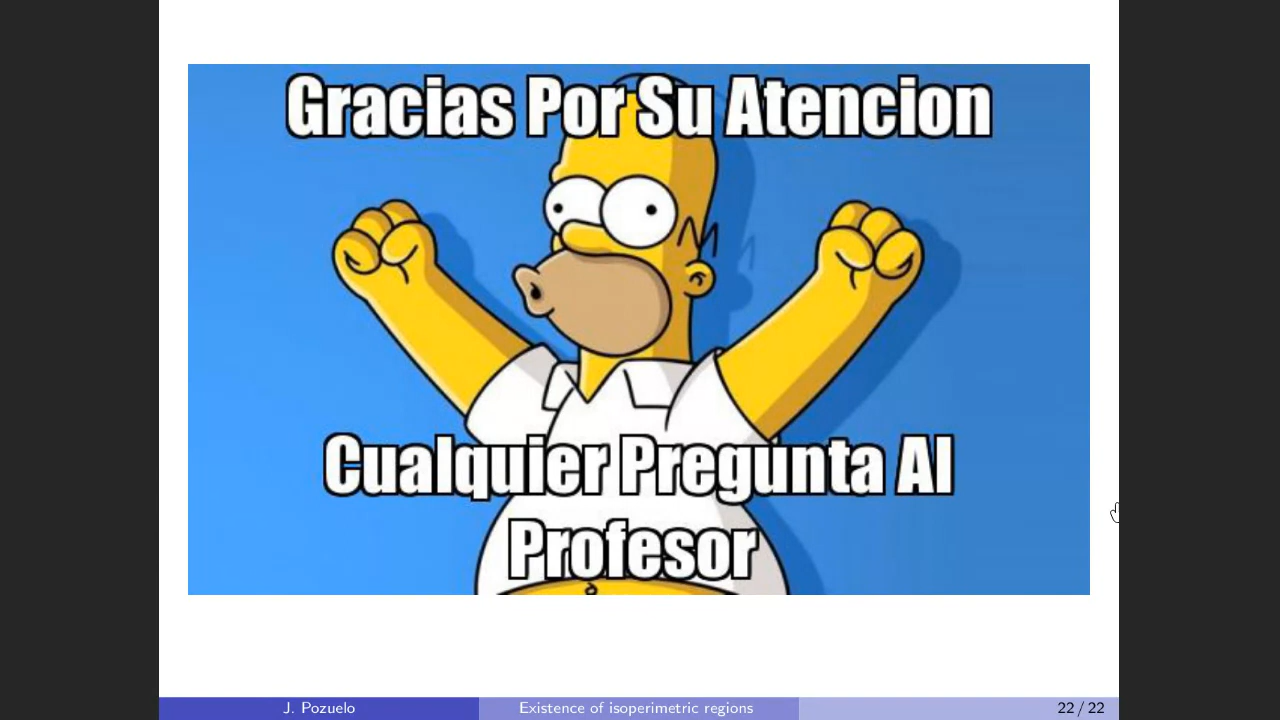 Gracias Por Su Atencion
Cualquier Pregunta Al
Profesor
J. Pozuelo
Existence of isoperimetric regions
22 / 22